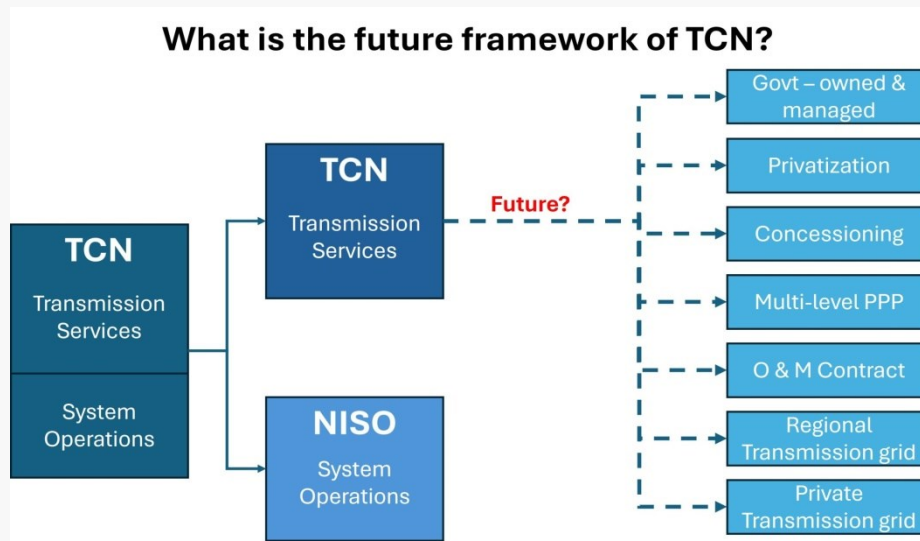 What is the future framework of TCN?
TCN
Transmission
Services
System
Operations
TCN
Transmission
Services
NISO
System
Operations
Future?
Govt – owned &
managed
Privatization
Concessioning
Multi-level PPP
O & M Contract
Regional
Transmission grid
Private
Transmission grid